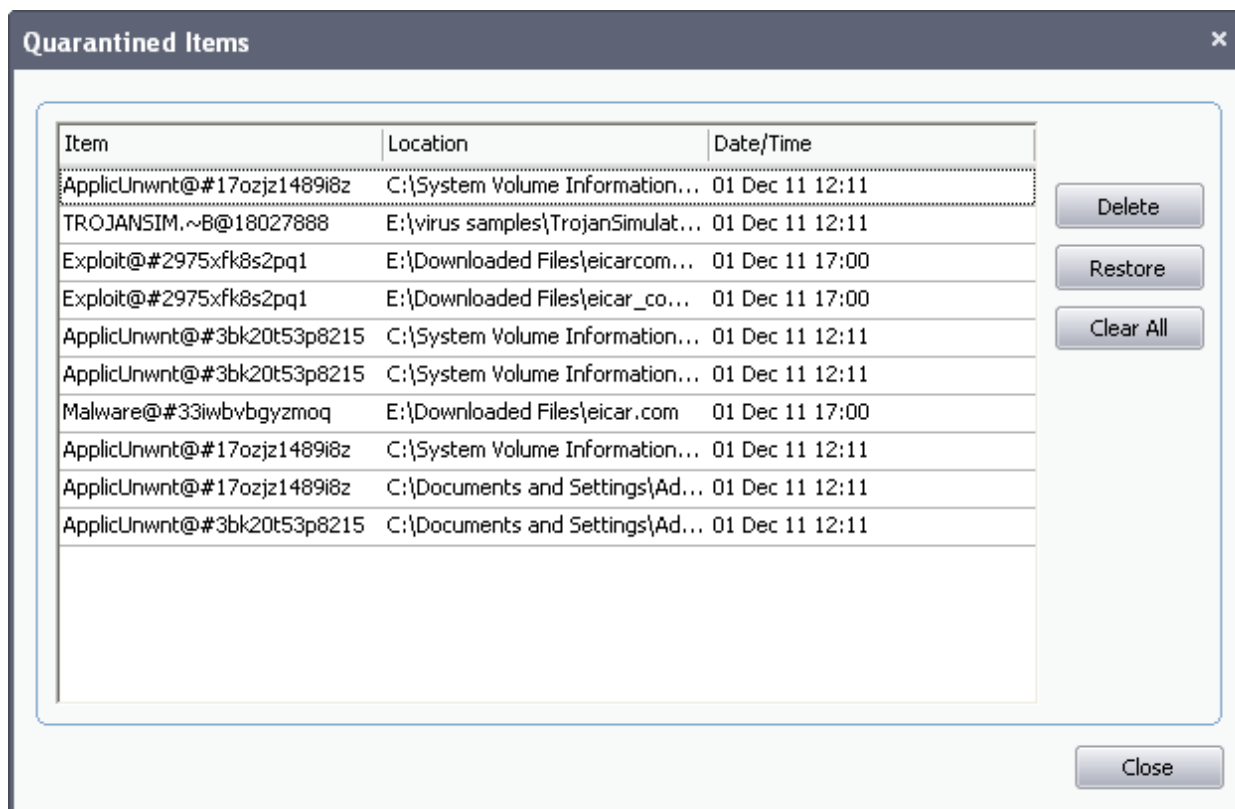 Quarantined Items
Item Location Date/Time
ApplicUnwnt@#17ozjz1489i8z C:\System Volume Information... 01 Dec 11 12:11
TROJANSIM.~B@18027888 E:\virus samples\TrojanSimulat... 01 Dec 11 12:11
Exploit@#2975xfk8s2pq1 E:\Downloaded Files\eicarcom... 01 Dec 11 17:00
Exploit@#2975xfk8s2pq1 E:\Downloaded Files\eicar_co... 01 Dec 11 17:00
ApplicUnwnt@#3bk20t53p8215 C:\System Volume Information... 01 Dec 11 12:11
ApplicUnwnt@#3bk20t53p8215 C:\System Volume Information... 01 Dec 11 12:11
Malware@#33iwbvbgyzmoq E:\Downloaded Files\eicar.com 01 Dec 11 17:00
ApplicUnwnt@#17ozjz1489i8z C:\System Volume Information... 01 Dec 11 12:11
ApplicUnwnt@#17ozjz1489i8z C:\Documents and Settings\Ad... 01 Dec 11 12:11
ApplicUnwnt@#3bk20t53p8215 C:\Documents and Settings\Ad... 01 Dec 11 12:11
Delete
Restore
Clear All
Close